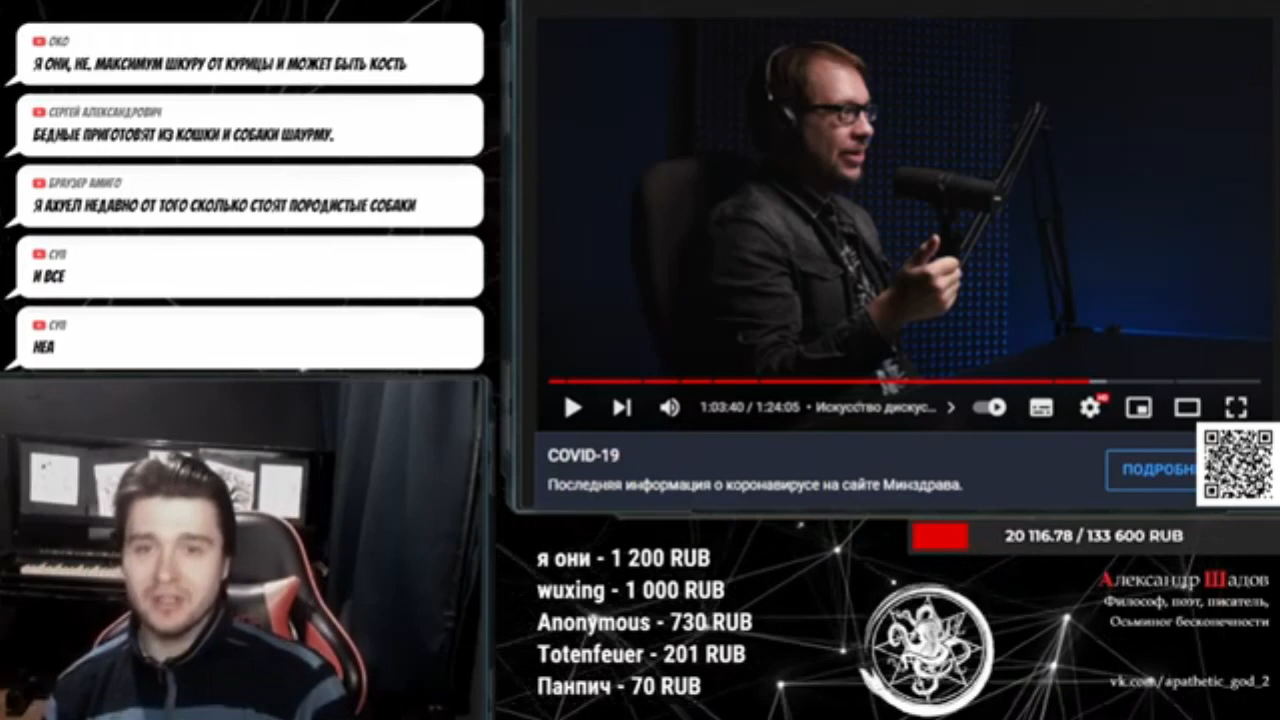 ОКО
Я ОНИ, НЕ. МАКСИМУМ ШКУРУ ОТ КУРИЦЫ И МОЖЕТ БЫТЬ КОСТЬ
СЕРГЕЙ АЛЕКСАНДРОВИЧ
БЕДНЫЕ ПРИГОТОВЯТ ИЗ КОШКИ И СОБАКИ ШАУРМУ.
БРАУЗЕР АМИГО
Я АХУЕЛ НЕДАВНО ОТ ТОГО СКОЛЬКО СТОЯТ ПОРОДИСТЫЕ СОБАКИ
СУП
И ВСЕ
СУП
НЕА
1:03:40 / 1:24:05 • Искусство дискус...
HD
COVID-19
Последняя информация о коронавирусе на сайте Минздрава.
ПОДРОБН
20 116.78 / 133 600 RUB
я они - 1 200 RUB
wuxing - 1 000 RUB
Anonymous - 730 RUB
Totenfeuer - 201 RUB
Панпич - 70 RUB
Александр Шадов
Философ, поэт, писатель,
Осьминог бесконечности
vk.com/apathetic_god_2